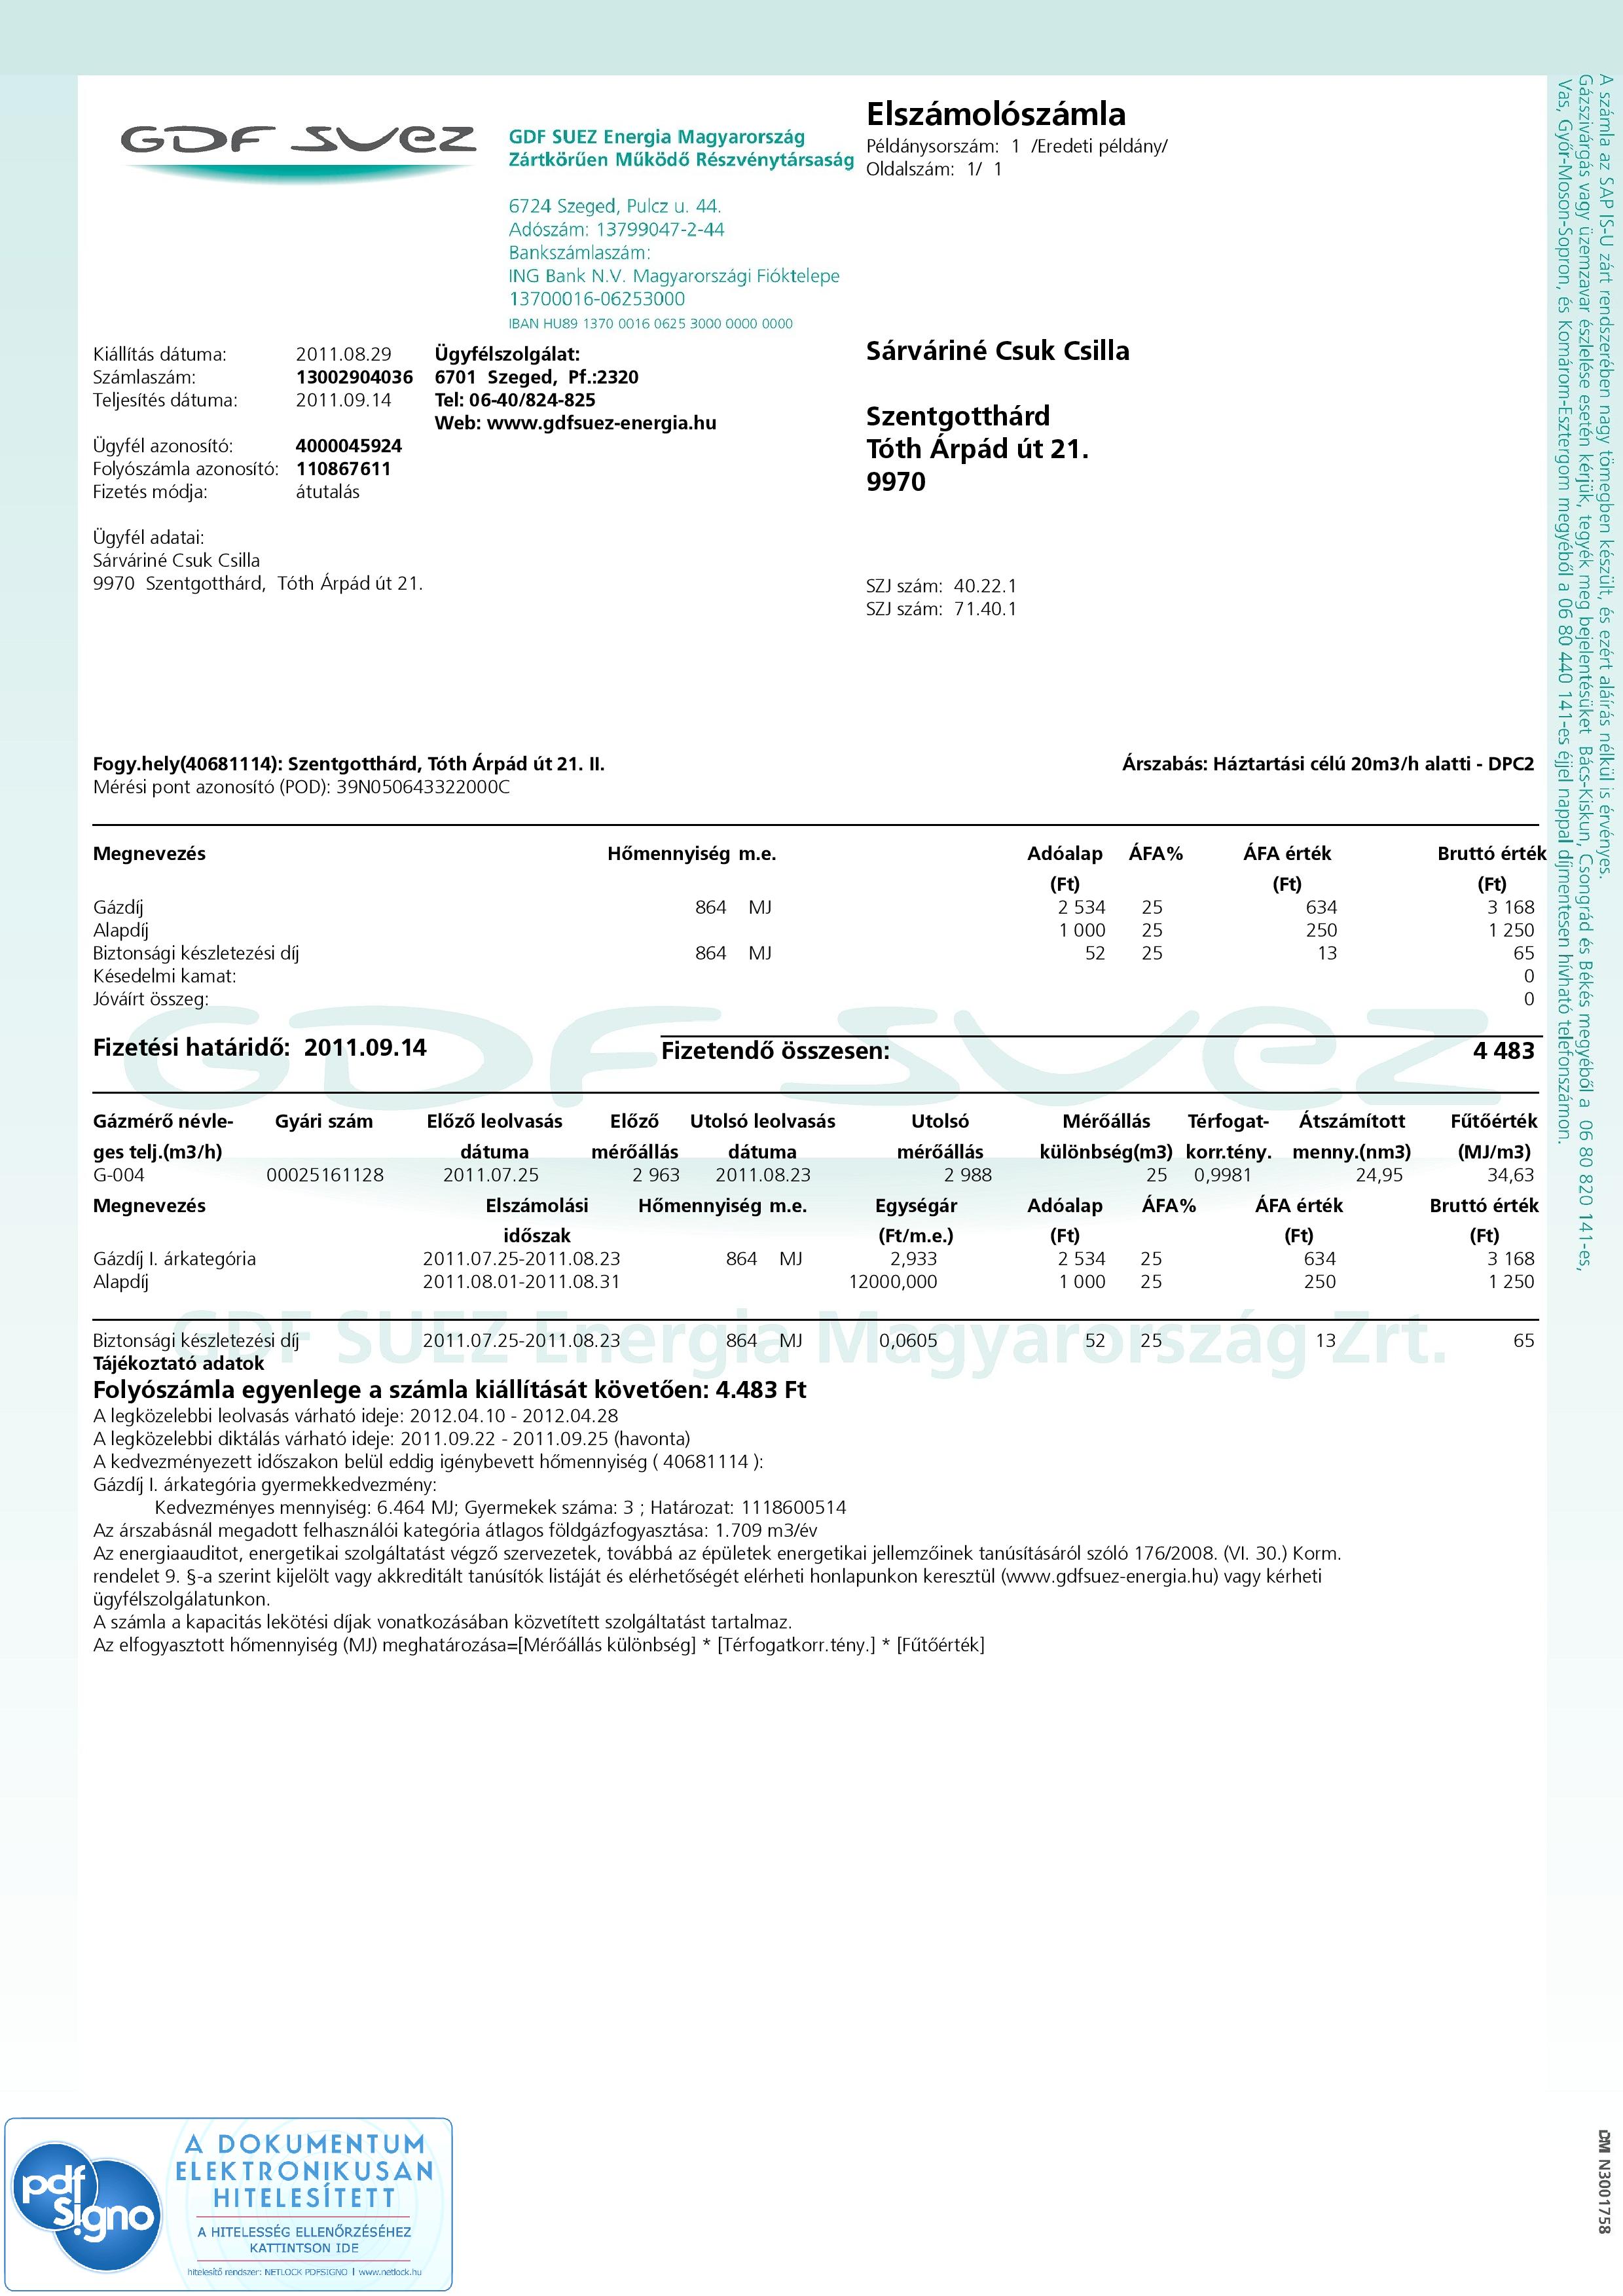 GDF SUEZ
GDF SUEZ Energia Magyarország
Zártkörűen Működő Részvénytársaság
6724 Szeged, Pulcz u. 44.
Adószám: 13799047-2-44
Bankszámlaszám:
ING Bank N.V. Magyarországi Fióktelepe
13700016-06253000
IBAN HU89 1370 0016 0625 3000 0000 0000
Elszámolószámla
Példánysorszám: 1 /Eredeti példány/
Oldalszám: 1/ 1
Kiállítás dátuma: 2011.08.29
Számlaszám: 13002904036
Teljesítés dátuma: 2011.09.14
Ügyfél azonosító: 4000045924
Folyószámla azonosító: 110867611
Fizetés módja: átutalás
Ügyfélszolgálat:
6701 Szeged, Pf.:2320
Tel: 06-40/824-825
Web: www.gdfsuez-energia.hu
Sárváriné Csuk Csilla
Szentgotthárd
Tóth Árpád út 21.
9970
Ügyfél adatai:
Sárváriné Csuk Csilla
9970 Szentgotthárd, Tóth Árpád út 21.
SZJ szám: 40.22.1
SZJ szám: 71.40.1
Fogy.hely(40681114): Szentgotthárd, Tóth Árpád út 21. II. Árszabás: Háztartási célú 20m3/h alatti - DPC2
Mérési pont azonosító (POD): 39N050643322000C
Megnevezés Hőmennyiség m.e. Adóalap ÁFA% ÁFA érték Bruttó érték
(Ft) (Ft) (Ft)
Gázdíj 864 MJ 2 534 25 634 3 168
Alapdíj 1 000 25 250 1 250
Biztonsági készletezési díj 864 MJ 52 25 13 65
Késedelmi kamat: 0
Jóváírt összeg: 0
GDF SUEZ
Fizetési határidő: 2011.09.14 Fizetendő összesen: 4 483
Gázmérő névle- Gyári szám Előző leolvasás Előző Utolsó leolvasás Utolsó Mérőállás Térfogat- Átszámított Fűtőérték
ges telj.(m3/h) dátuma mérőállás dátuma mérőállás különbség(m3) korr.tény. menny.(nm3) (MJ/m3)
G-004 00025161128 2011.07.25 2 963 2011.08.23 2 988 25 0,9981 24,95 34,63
Megnevezés Elszámolási Hőmennyiség m.e. Egységár Adóalap ÁFA% ÁFA érték Bruttó érték
időszak (Ft/m.e.) (Ft) (Ft) (Ft)
Gázdíj I. árkategória 2011.07.25-2011.08.23 864 MJ 2,933 2 534 25 634 3 168
Alapdíj 2011.08.01-2011.08.31 12000,000 1 000 25 250 1 250
GDF SUEZ Energia Magyarország Zrt.
Biztonsági készletezési díj 2011.07.25-2011.08.23 864 MJ 0,0605 52 25 13 65
Tájékoztató adatok
Folyószámla egyenlege a számla kiállítását követően: 4.483 Ft
A legközelebbi leolvasás várható ideje: 2012.04.10 - 2012.04.28
A legközelebbi diktálás várható ideje: 2011.09.22 - 2011.09.25 (havonta)
A kedvezményezett időszakon belül eddig igénybevett hőmennyiség ( 40681114 ):
Gázdíj I. árkategória gyermekkedvezmény:
Kedvezményes mennyiség: 6.464 MJ; Gyermekek száma: 3 ; Határozat: 1118600514
Az árszabásnál megadott felhasználói kategória átlagos földgázfogyasztása: 1.709 m3/év
Az energiaauditot, energetikai szolgáltatást végző szervezetek, továbbá az épületek energetikai jellemzőinek tanúsításáról szóló 176/2008. (VI. 30.) Korm.
rendelet 9. §-a szerint kijelölt vagy akkreditált tanúsítók listáját és elérhetőségét elérheti honlapunkon keresztül (www.gdfsuez-energia.hu) vagy kérheti
ügyfélszolgálatunkon.
A számla a kapacitás lekötési díjak vonatkozásában közvetített szolgáltatást tartalmaz.
Az elfogyasztott hőmennyiség (MJ) meghatározása=[Mérőállás különbség] * [Térfogatkorr.tény.] * [Fűtőérték]
A számla az SAP IS-U zárt rendszerében nagy tömegben készült, és ezért aláírás nélkül is érvényes.
Gázszivárgás vagy üzemzavar észlelése esetén kérjük, tegyék meg bejelentésüket Bács-Kiskun, Csongrád és Békés megyéből a 06 80 820 141-es,
Vas, Győr-Moson-Sopron, és Komárom-Esztergom megyéből a 06 80 440 141-es éjjel nappal díjmentesen hívható telefonszámon.
pdf
Signo
A DOKUMENTUM
ELEKTRONIKUSAN
HITELESÍTETT
A HITELESSÉG ELLENŐRZÉSÉHEZ
KATTINTSON IDE
hitelesítő rendszer: NETLOCK PDFSIGNO | www.netlock.hu
N3001758